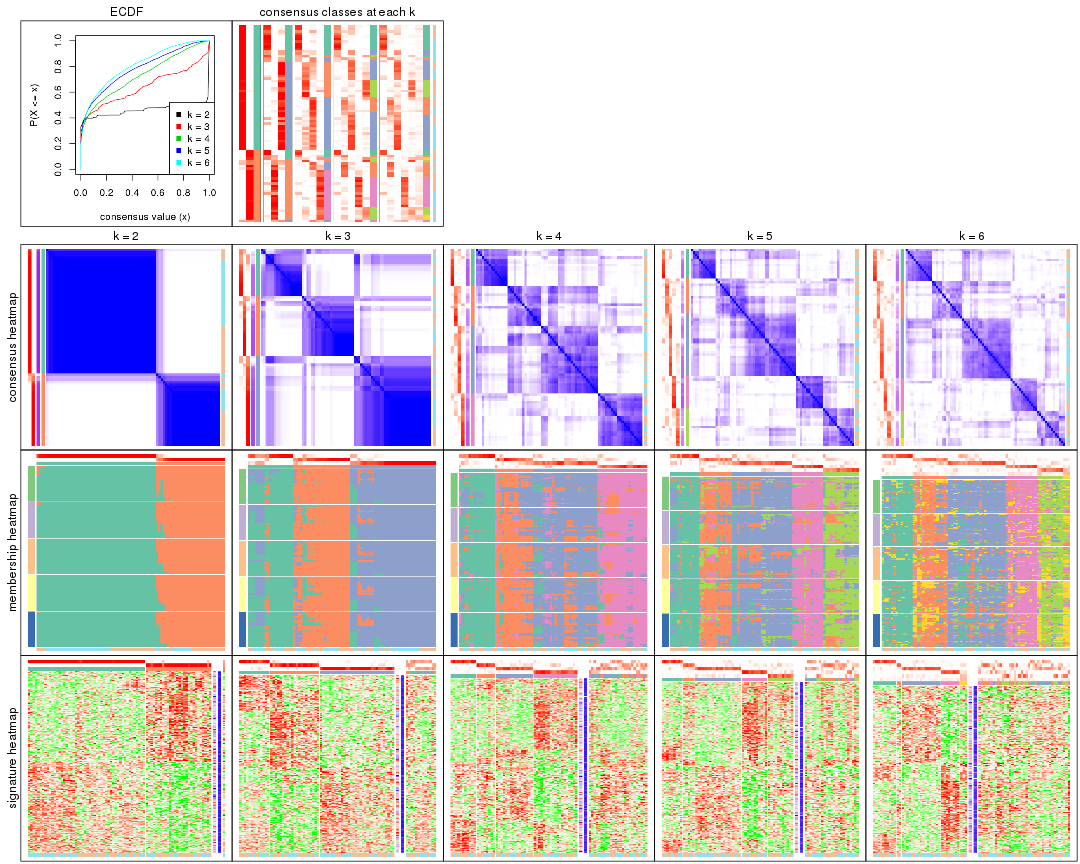 ECDF
consensus classes at each k
P(X <= x)
0.0 0.2 0.4 0.6 0.8 1.0
k = 2
k = 3
k = 4
k = 5
k = 6
0.0 0.2 0.4 0.6 0.8 1.0
consensus value (x)
k = 2
k = 3
k = 4
k = 5
k = 6
consensus heatmap
membership heatmap
signature heatmap